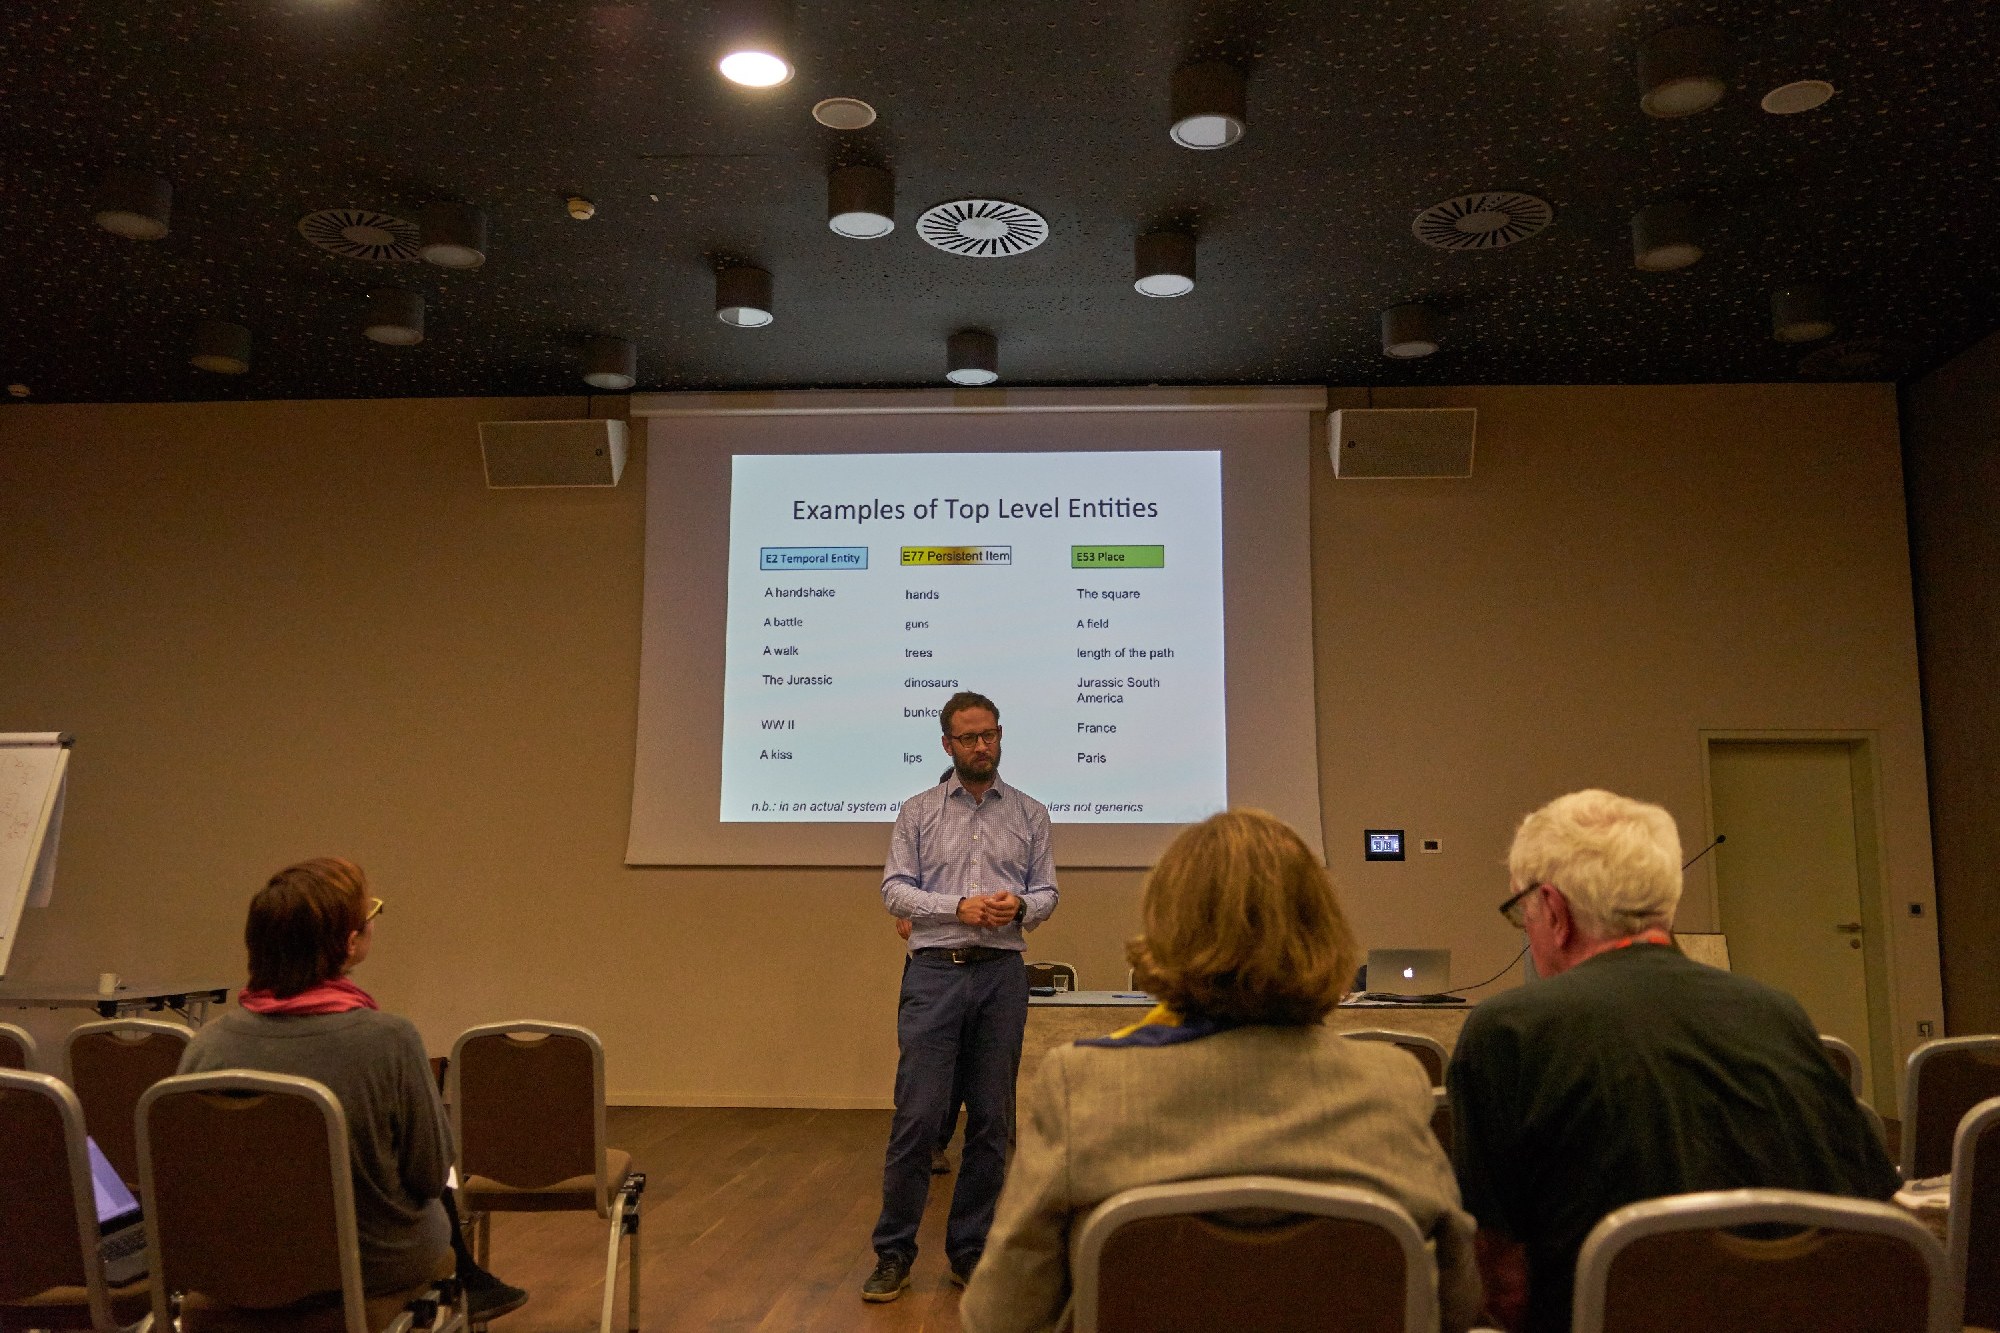 Examples of Top Level Entities
E2 Temporal Entity
A handshake
A battle
A walk
The Jurassic
WW II
A kiss
E77 Persistent Item
hands
guns
trees
dinosaurs
lips
E53 Place
The square
A field
length of the path
Jurassic South
America
France
Paris
n.b.: in an actual system not generics